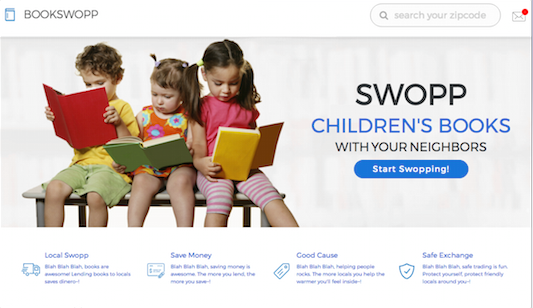 BOOKSWOPP
search your zipcode
SWOPP
CHILDREN'S BOOKS
WITH YOUR NEIGHBORS
Start Swopping!
Local Swopp
Blah Blah Blah, books are
awesome! Lending books to locals
saves dinero~!
Save Money
Blah Blah Blah, saving money is
awesome. The more you lend, the
more you save~
Good Cause
Blah Blah Blah, helping people
rocks. The more locals you help the
warmer you'll feel inside~!
Safe Exchange
Blah Blah Blah, safe trading is fun.
Protect yourself, protect friendly
locals around you~!